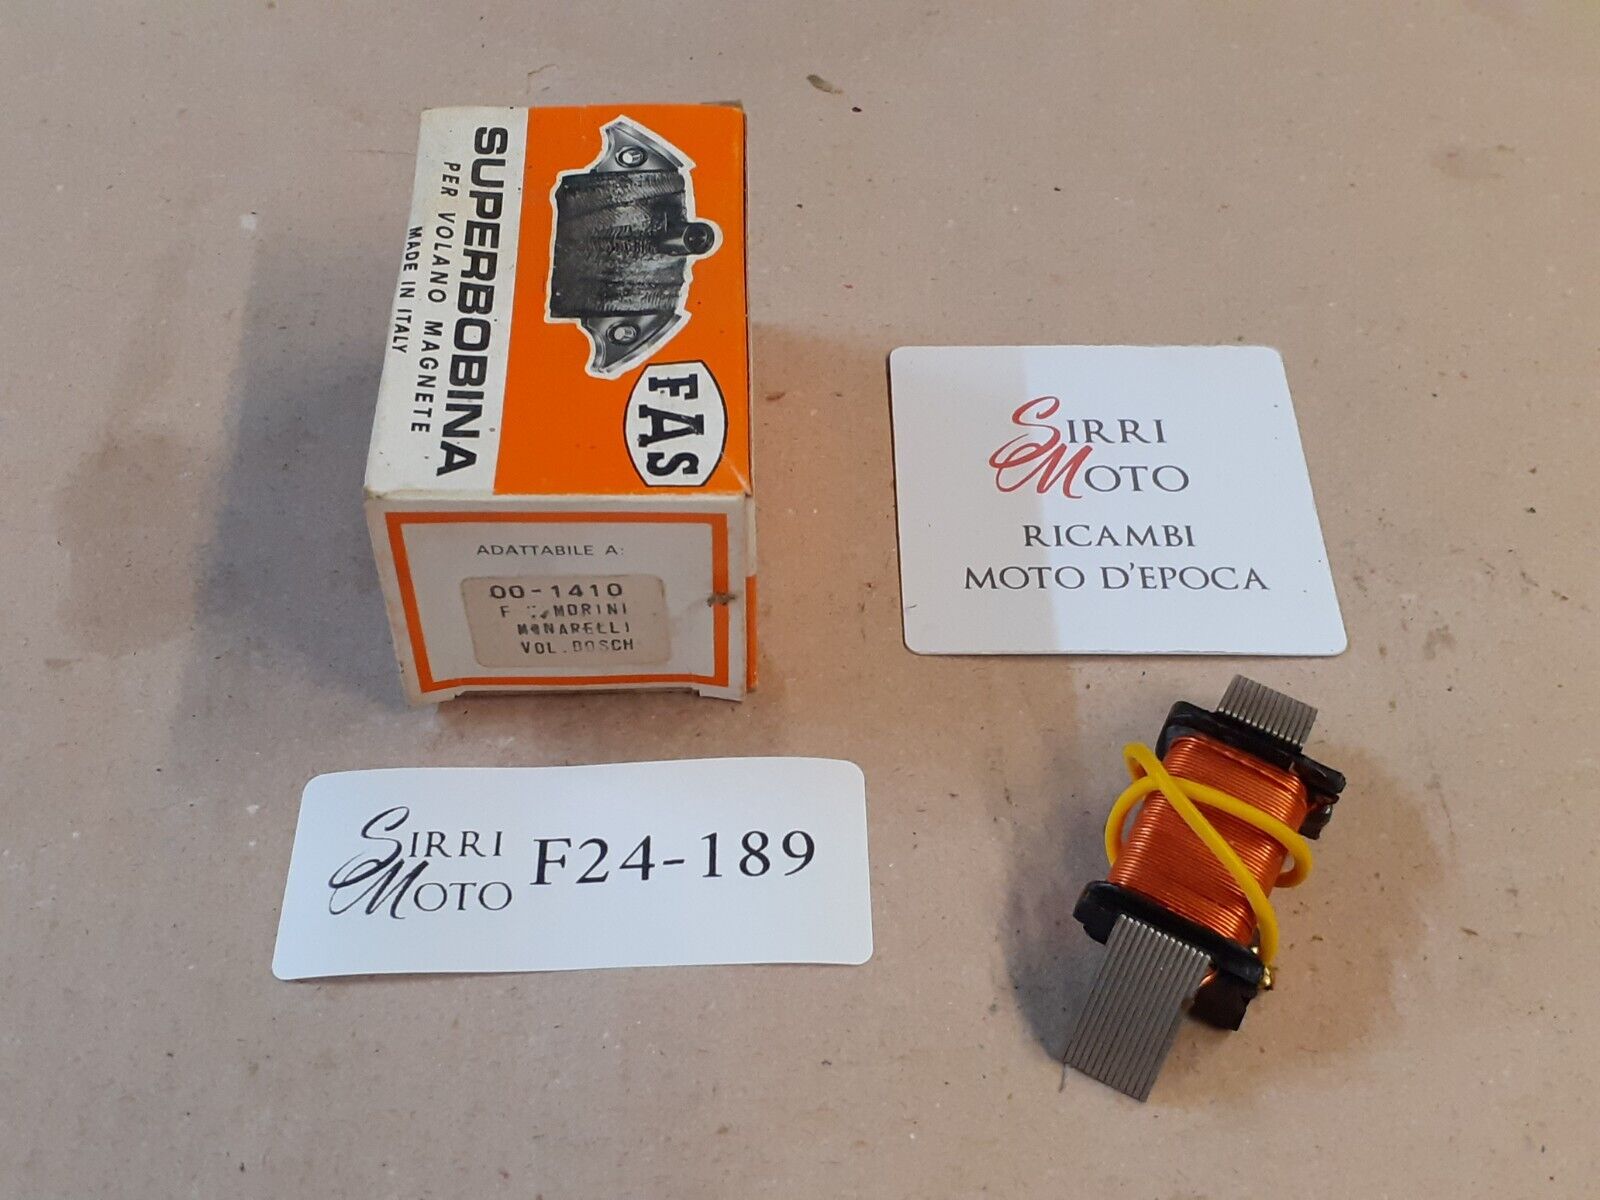 SUPERBOBINA
PER VOLANO MAGNETE
MADE IN ITALY
FAS
ADATTABILE A:
00-1410
MORINI
MINARELLI
VOL. BOSCH
SIRRI
MOTO
RICAMBI
MOTO D'EPOCA
SIRRI
MOTO
F24-189